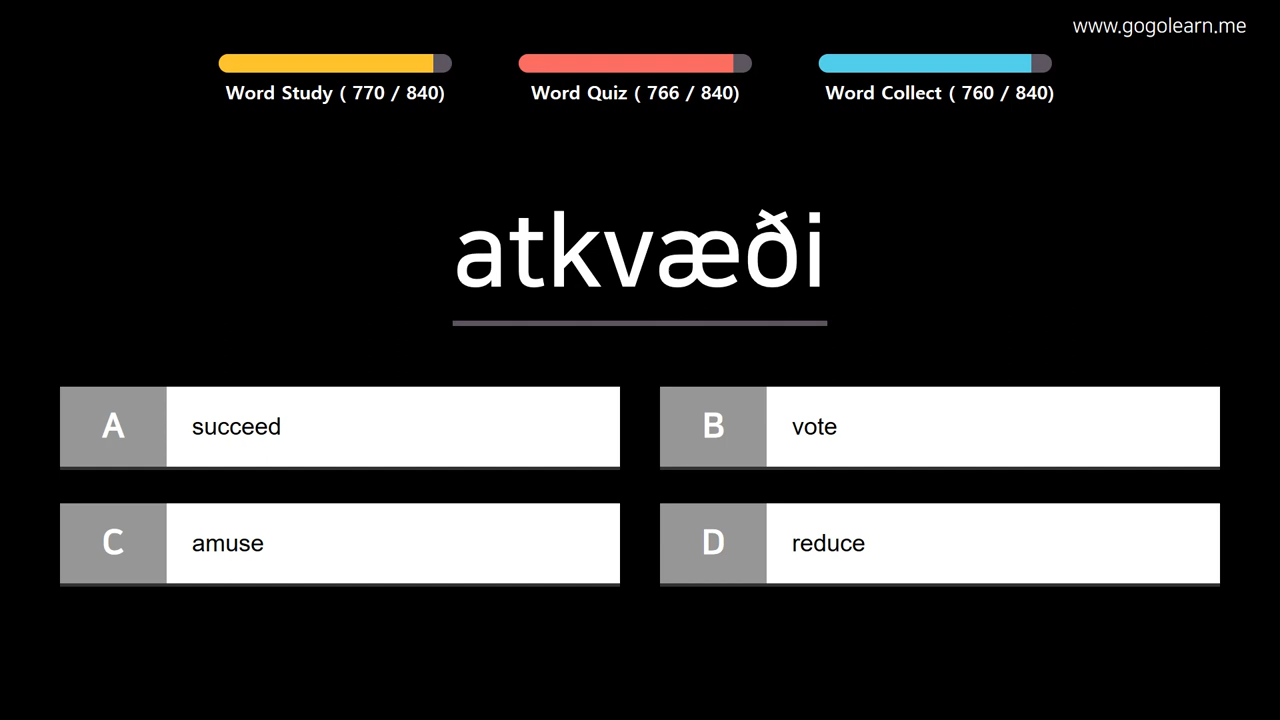 www.gogolearn.me
Word Study ( 770 / 840)
Word Quiz ( 766 / 840)
Word Collect ( 760 / 840)
atkvæði
A succeed
B vote
C amuse
D reduce